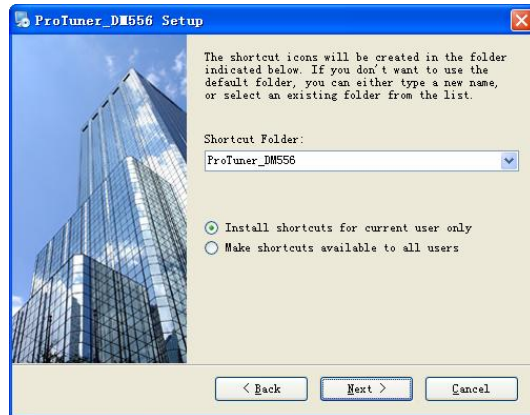 ProTuner_DM556 Setup
The shortcut icons will be created in the folder
indicated below. If you don't want to use the
default folder, you can either type a new name,
or select an existing folder from the list.
Shortcut Folder:
ProTuner_DM556
Install shortcuts for current user only
Make shortcuts available to all users
< Back
Next >
Cancel